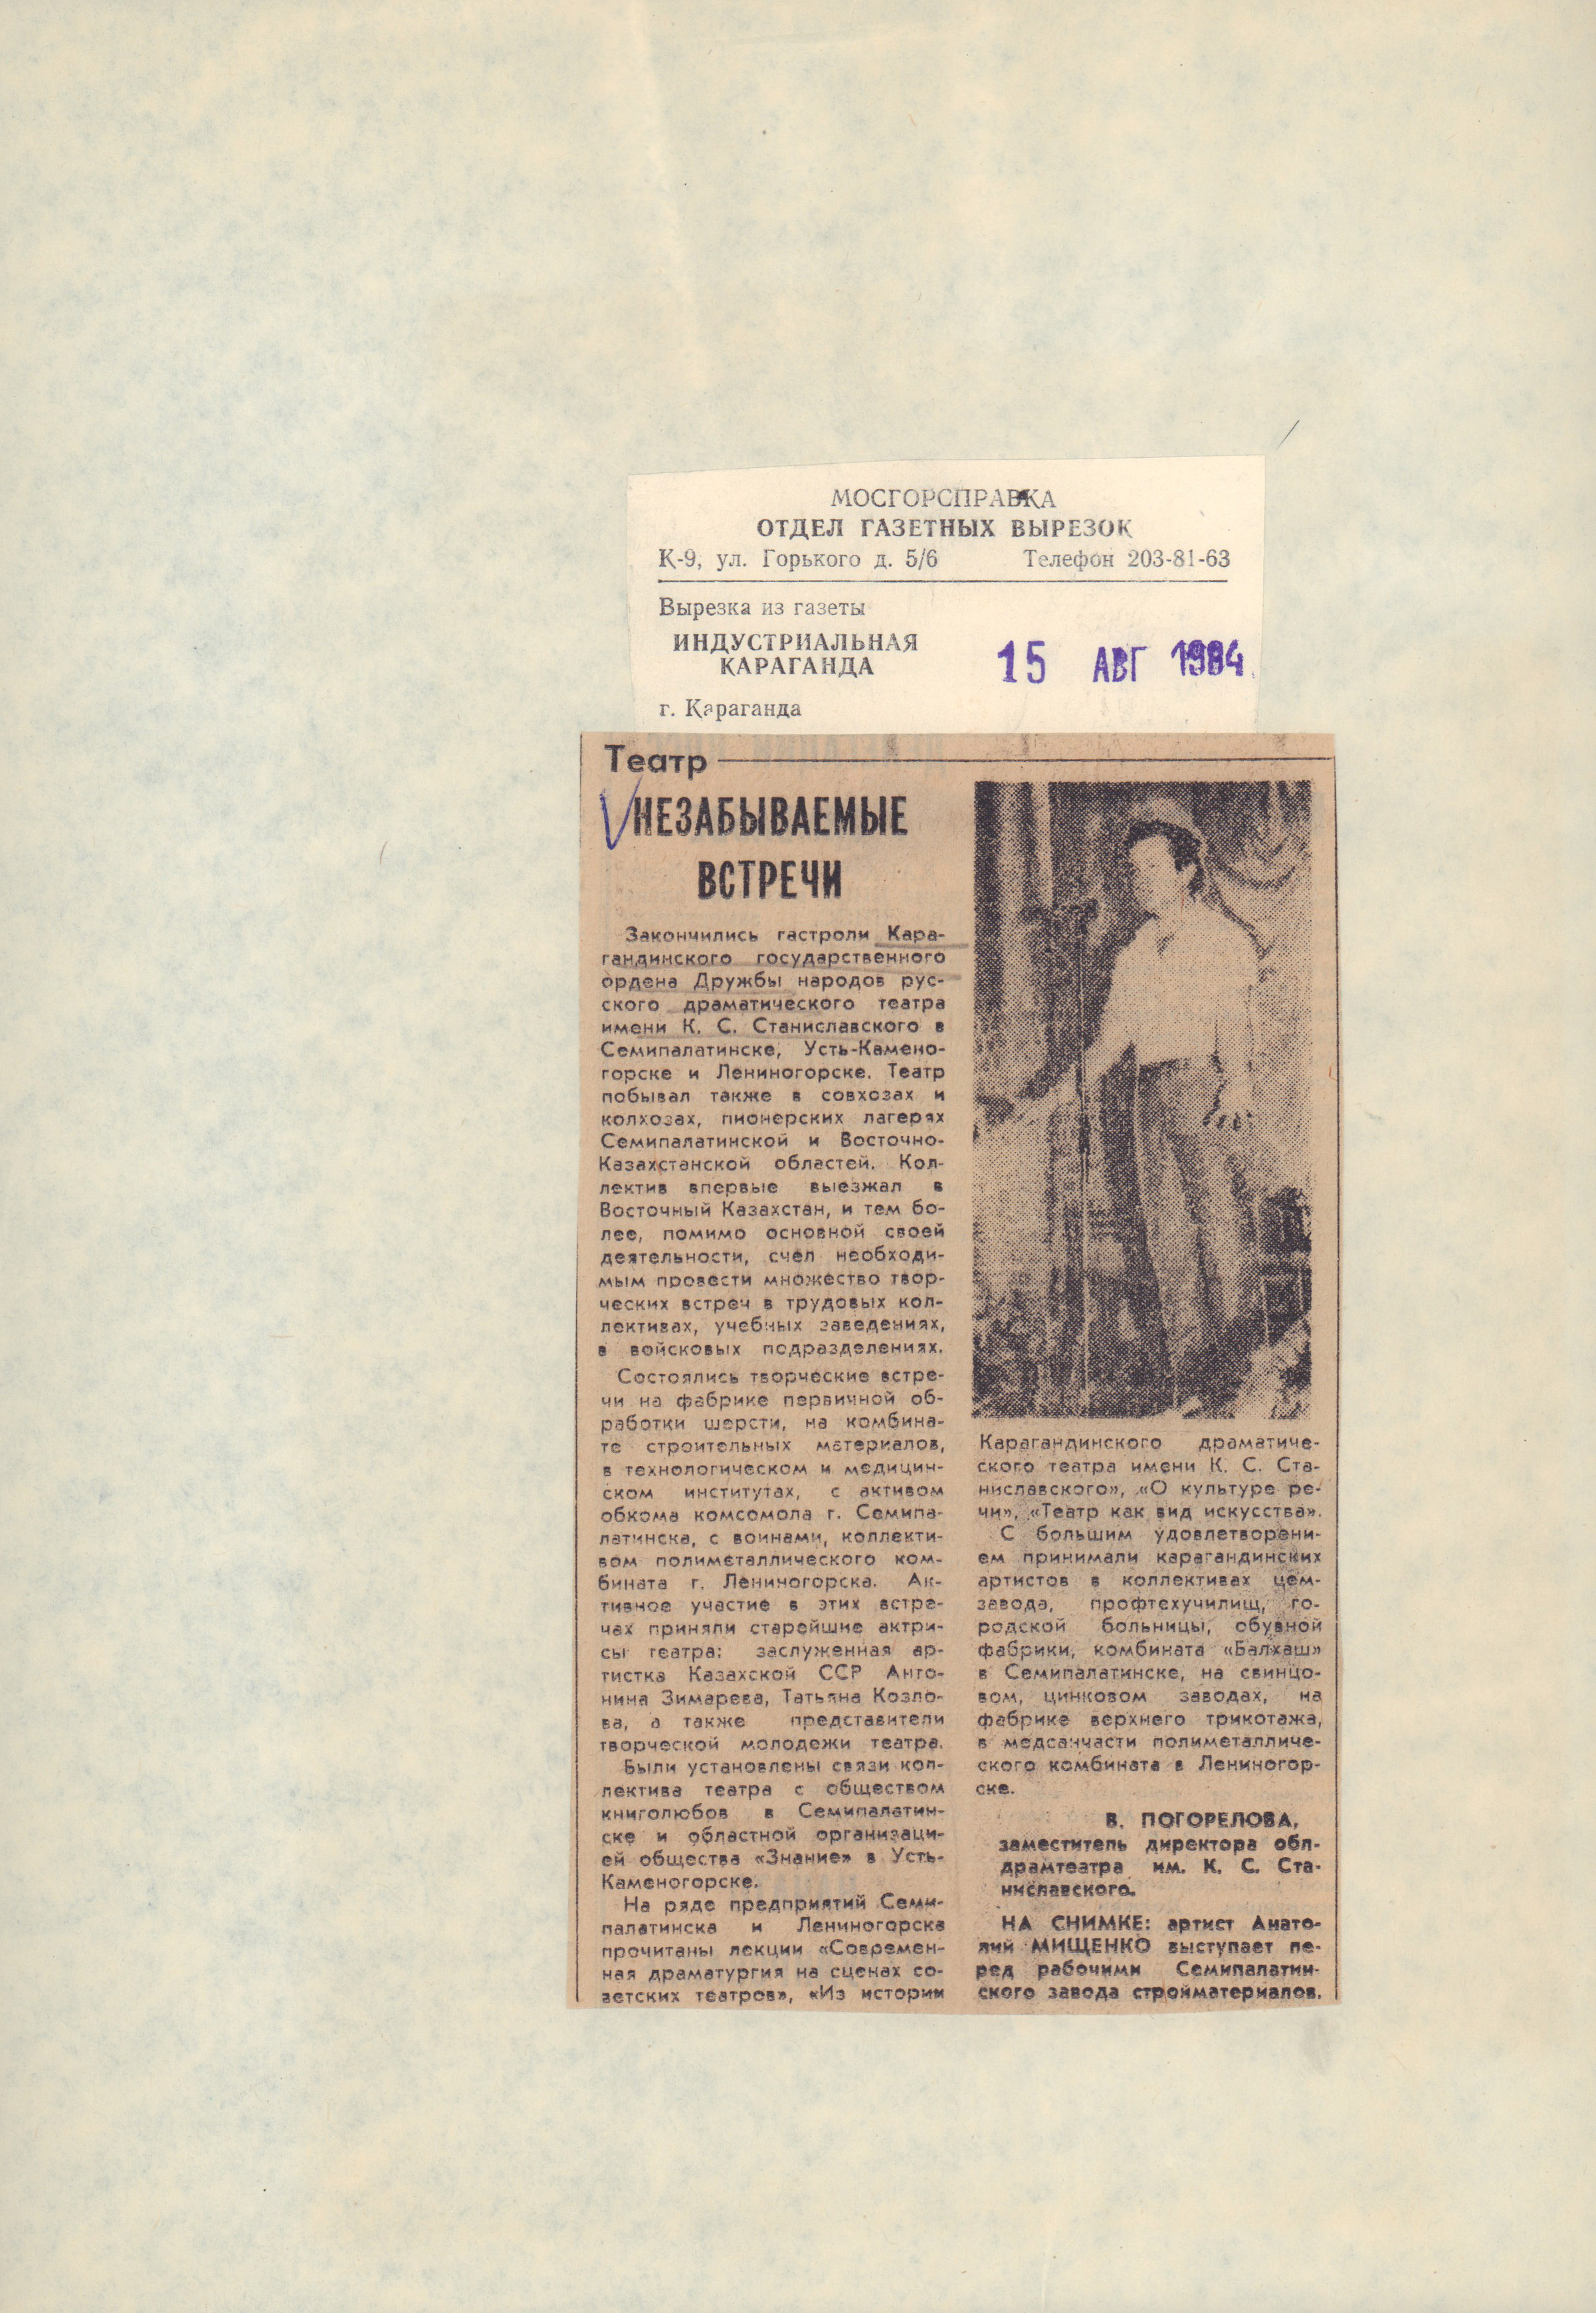 МОСГОРСПРАВКА
ОТДЕЛ ГАЗЕТНЫХ ВЫРЕЗОК
К-9, ул. Горького д. 5/6 Телефон 203-81-63
Вырезка из газеты
ИНДУСТРИАЛЬНАЯ
КАРАГАНДА
15 АВГ 1984
г. Караганда
Театр
НЕЗАБЫВАЕМЫЕ
ВСТРЕЧИ
Закончились гастроли Кара-
гандинского государственного
ордена Дружбы народов рус-
ского драматического театра
имени К. С. Станиславского в
Семипалатинске, Усть-Камено-
горске и Лениногорске. Театр
побывал также в совхозах и
колхозах, пионерских лагерях
Семипалатинской и Восточно-
Казахстанской областей. Кол-
лектив впервые выезжал в
Восточный Казахстан, и тем бо-
лее, помимо основной своей
деятельности, счел необходи-
мым провести множество твор-
ческих встреч в трудовых кол-
лективах, учебных заведениях,
в войсковых подразделениях.
Состоялись творческие встре-
чи на фабрике первичной об-
работки шерсти, на комбина-
те строительных материалов,
в технологическом и медицин-
ском институтах, с активом
обкома комсомола г. Семипа-
латинска, с воинами, коллекти-
вом полиметаллического ком-
бината г. Лениногорска. Ак-
тивное участие в этих встре-
чах приняли старейшие актри-
сы театра: заслуженная ар-
тистка Казахской ССР Анто-
нина Зимарева, Татьяна Козло-
ва, а также представители
творческой молодежи театра.
Были установлены связи кол-
лектива театра с обществом
книголюбов в Семипалатин-
ске и областной организаци-
ей общества «Знание» в Усть-
Каменогорске.
На ряде предприятий Семи-
палатинска и Лениногорска
прочитаны лекции «Современ-
ная драматургия на сценах со-
ветских театров», «Из истории
Карагандинского драматиче-
ского театра имени К. С. Ста-
ниславского», «О культуре ре-
чи», «Театр как вид искусства».
С большим удовлетворени-
ем принимали карагандинских
артистов в коллективах цем-
завода, профтехучилищ, го-
родской больницы, обувной
фабрики, комбината «Балхаш»
в Семипалатинске, на свинцо-
вом, цинковом заводах, на
фабрике верхнего трикотажа,
в медсанчасти полиметалличе-
ского комбината в Лениногор-
ске.
В. ПОГОРЕЛОВА,
заместитель директора обл-
драмтеатра им. К. С. Ста-
ниславского.
НА СНИМКЕ: артист Анато-
лий МИЩЕНКО выступает пе-
ред рабочими Семипалатин-
ского завода стройматериалов.